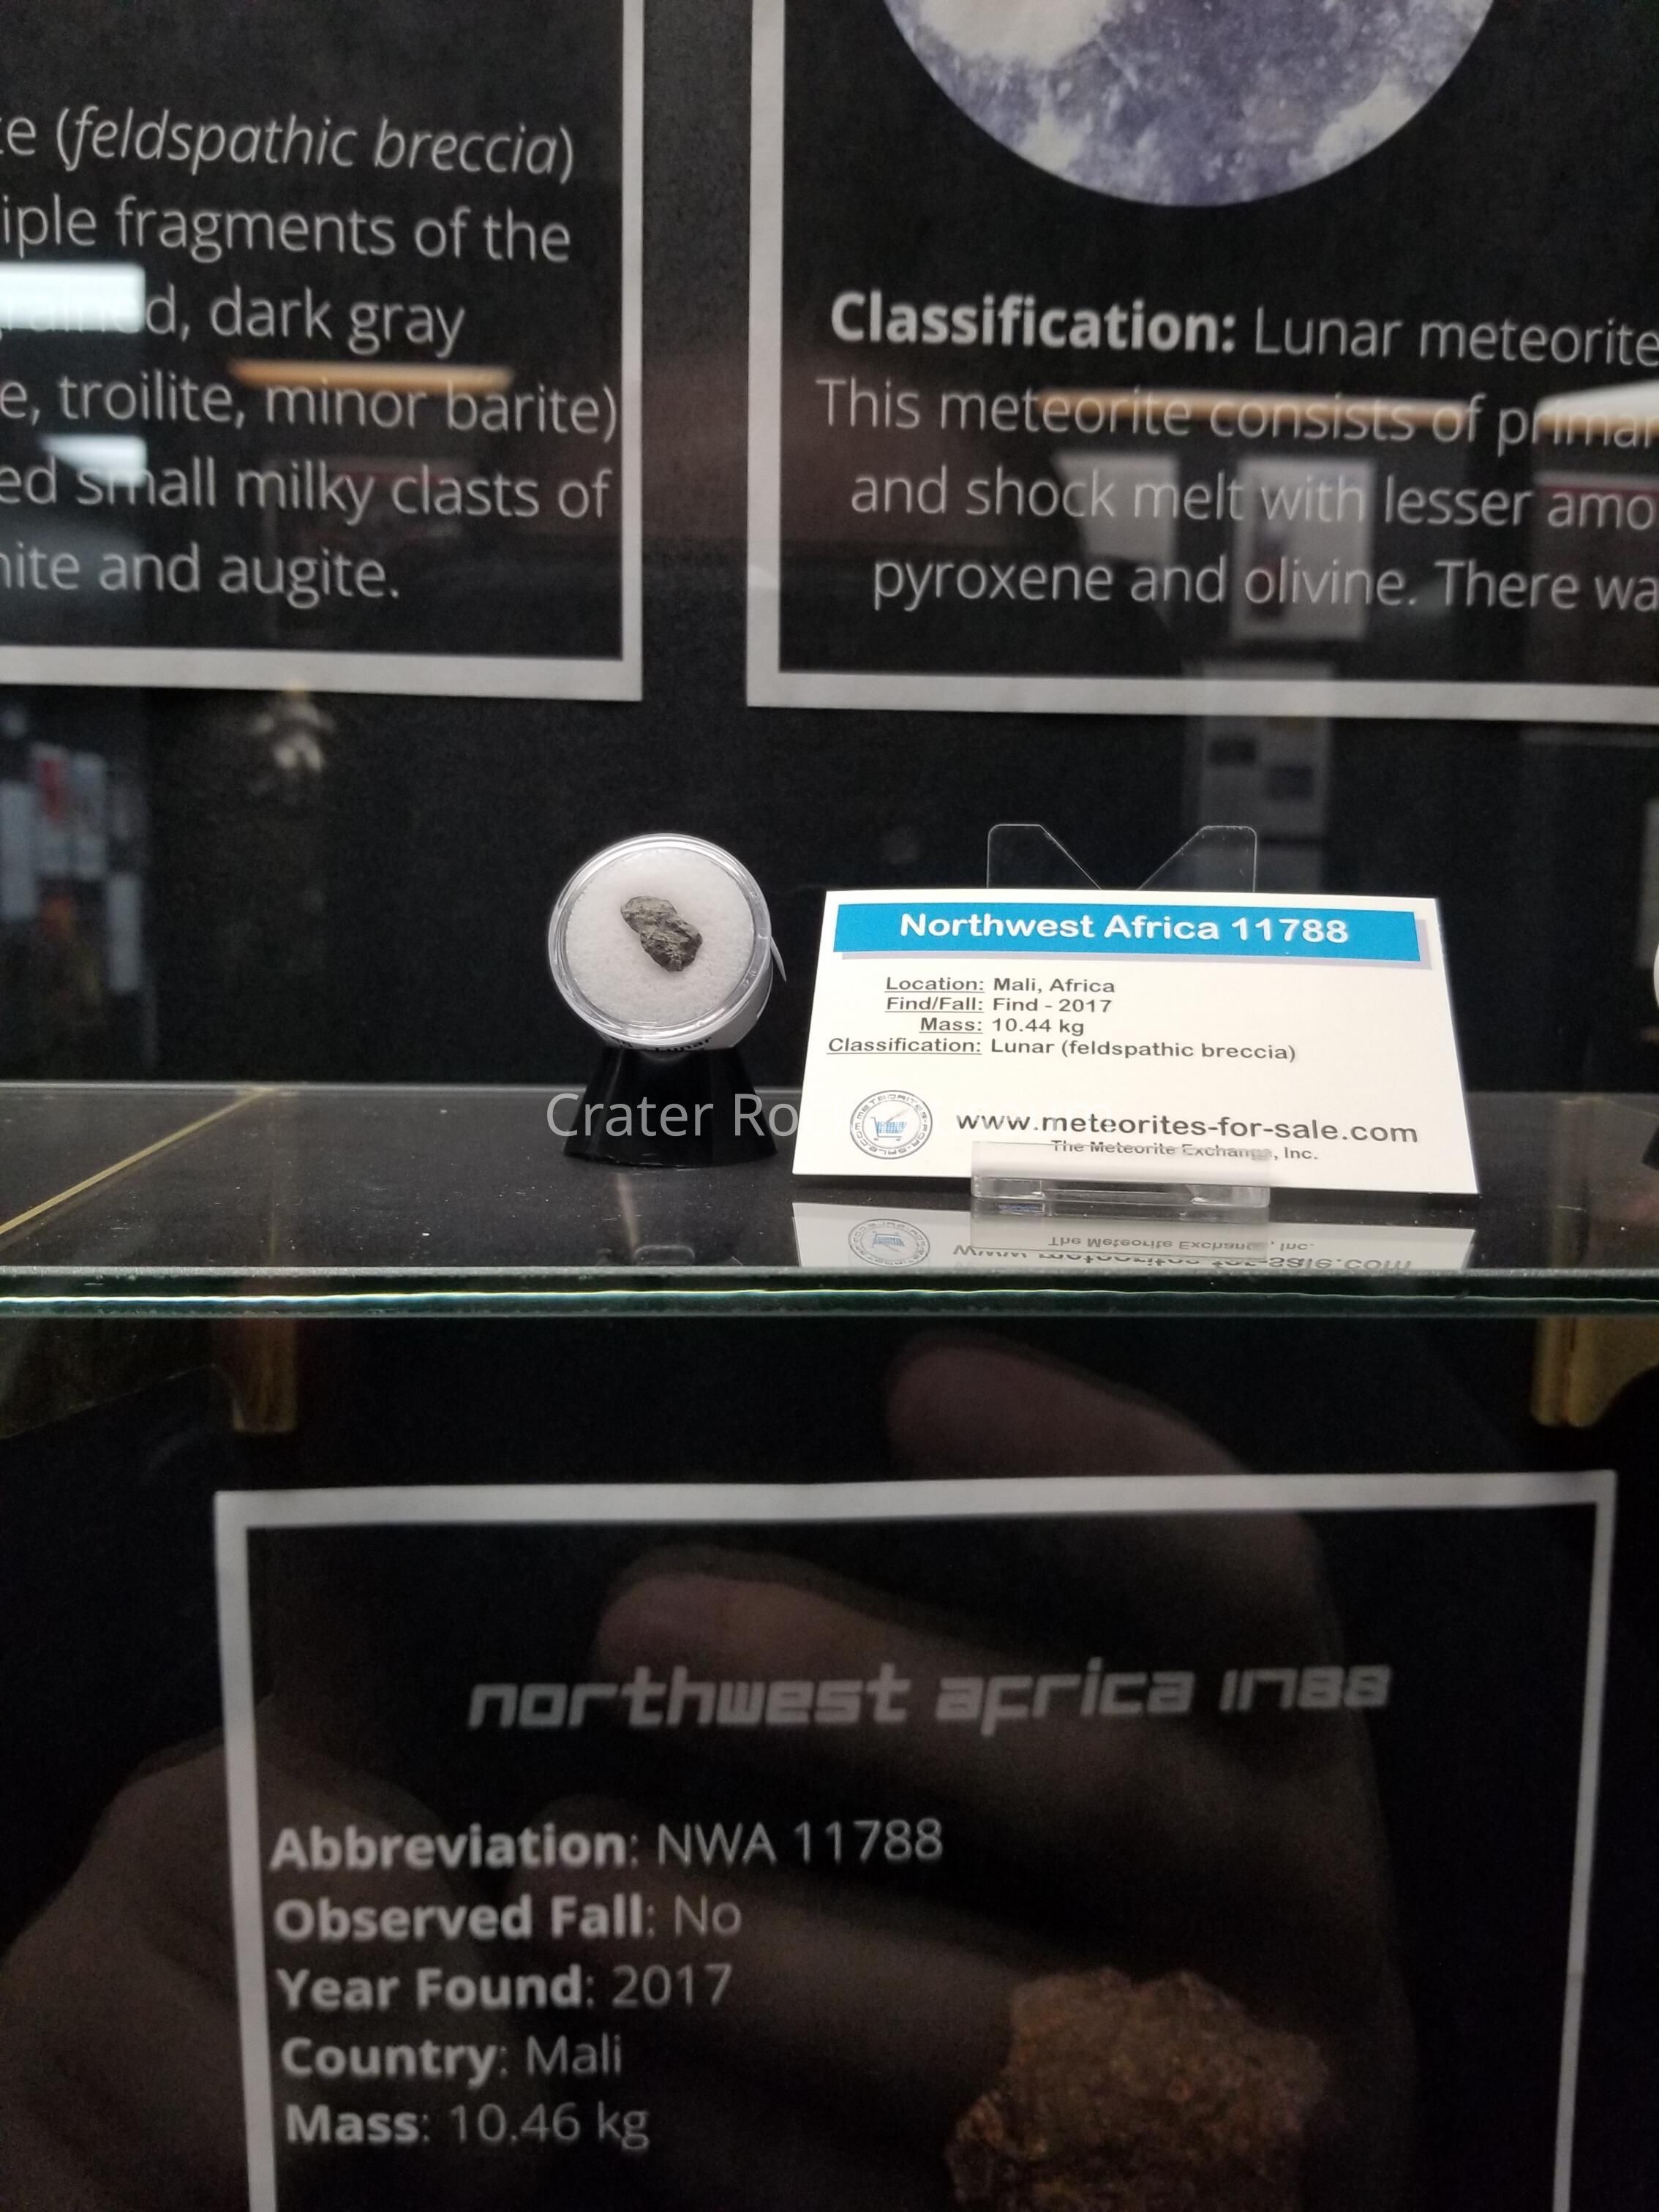 (feldspathic breccia)
fragments of the
dark gray
troilite, minor barite)
small milky clasts of
and augite.
Classification: Lunar meteorite
This meteorite consists of
and shock melt with lesser
pyroxene and olivine. There
Northwest Africa 11788
Location: Mali, Africa
Find/Fall: Find - 2017
Mass: 10.44 kg
Classification: Lunar (feldspathic breccia)
www.meteorites-for-sale.com
The Meteorite Exchange, Inc.
Lunar
Crater
northwest africa 11788
Abbreviation: NWA 11788
Observed Fall: No
Year Found: 2017
Country: Mali
Mass: 10.46 kg